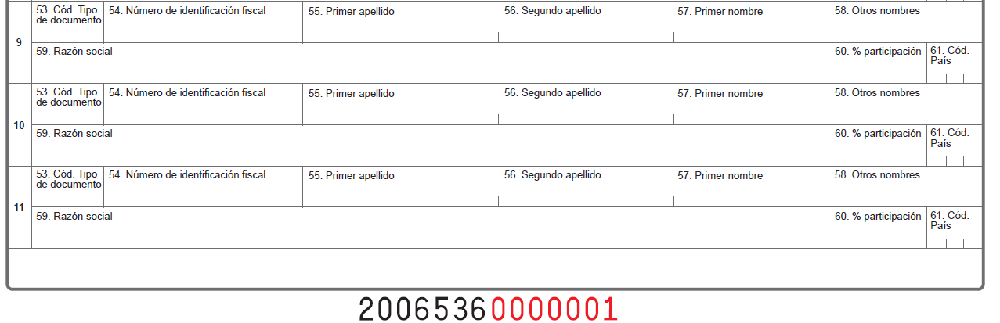 53. Cód. Tipo de documento 54. Número de identificación fiscal 55. Primer apellido 56. Segundo apellido 57. Primer nombre 58. Otros nombres
9
59. Razón social 60. % participación 61. Cód. País
53. Cód. Tipo de documento 54. Número de identificación fiscal 55. Primer apellido 56. Segundo apellido 57. Primer nombre 58. Otros nombres
10
59. Razón social 60. % participación 61. Cód. País
53. Cód. Tipo de documento 54. Número de identificación fiscal 55. Primer apellido 56. Segundo apellido 57. Primer nombre 58. Otros nombres
11
59. Razón social 60. % participación 61. Cód. País
20065360000001